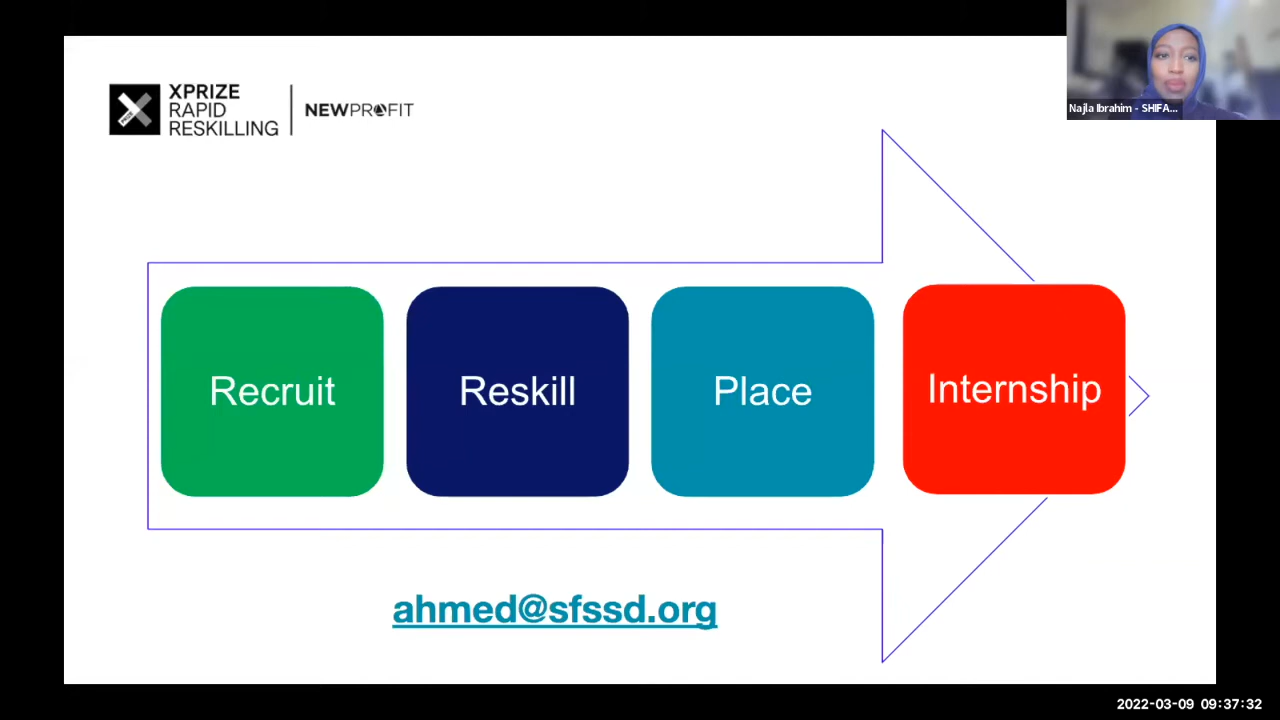 XPRIZE
RAPID
RESKILLING
NEWPROFIT
Najla Ibrahim - SHIFA...
Recruit
Reskill
Place
Internship
ahmed@sfssd.org
2022-03-09 09:37:32